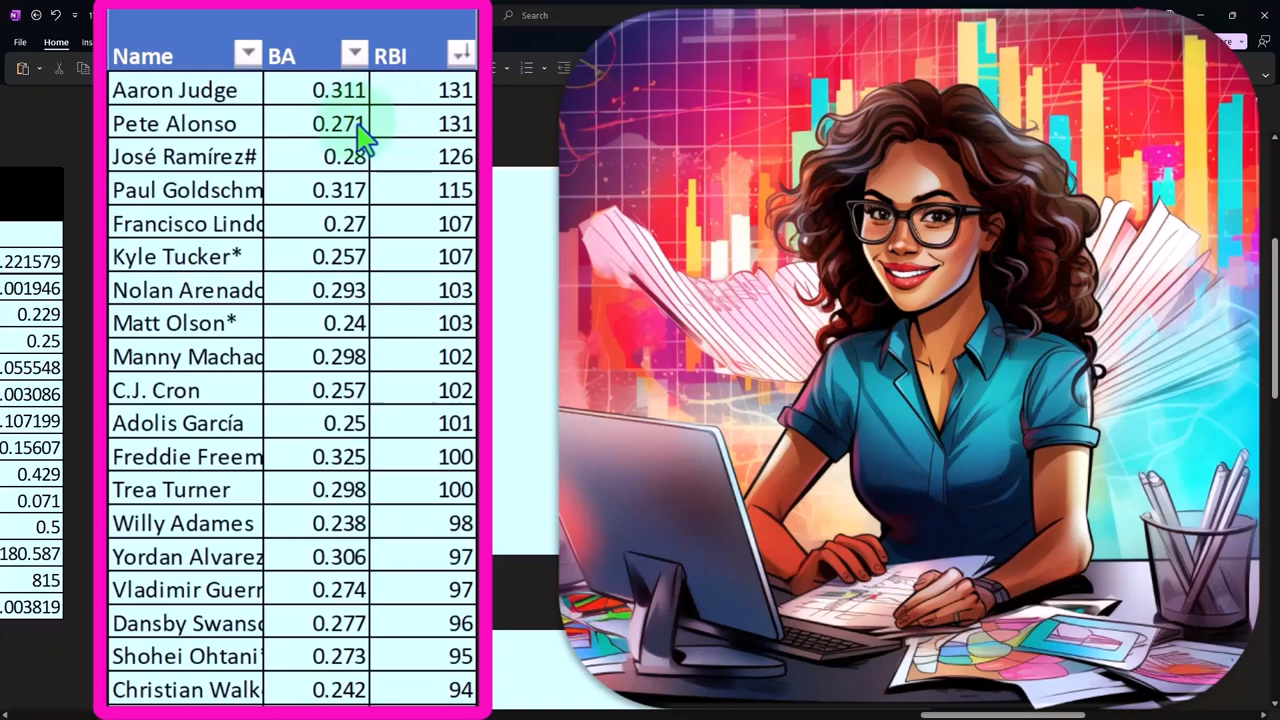 Search
File
Home
Ins
Name BA RBI
Aaron Judge 0.311 131
Pete Alonso 0.271 131
José Ramírez# 0.28 126
Paul Goldschm 0.317 115
Francisco Lindo 0.27 107
Kyle Tucker* 0.257 107
Nolan Arenado 0.293 103
Matt Olson* 0.24 103
Manny Machad 0.298 102
C.J. Cron 0.257 102
Adolis García 0.25 101
Freddie Freem 0.325 100
Trea Turner 0.298 100
Willy Adames 0.238 98
Yordan Alvarez 0.306 97
Vladimir Guerr 0.274 97
Dansby Swanso 0.277 96
Shohei Ohtani* 0.273 95
Christian Walk 0.242 94
.221579
.001946
0.229
0.25
.055548
.003086
.107199
0.15607
0.429
0.071
0.5
180.587
815
.003819